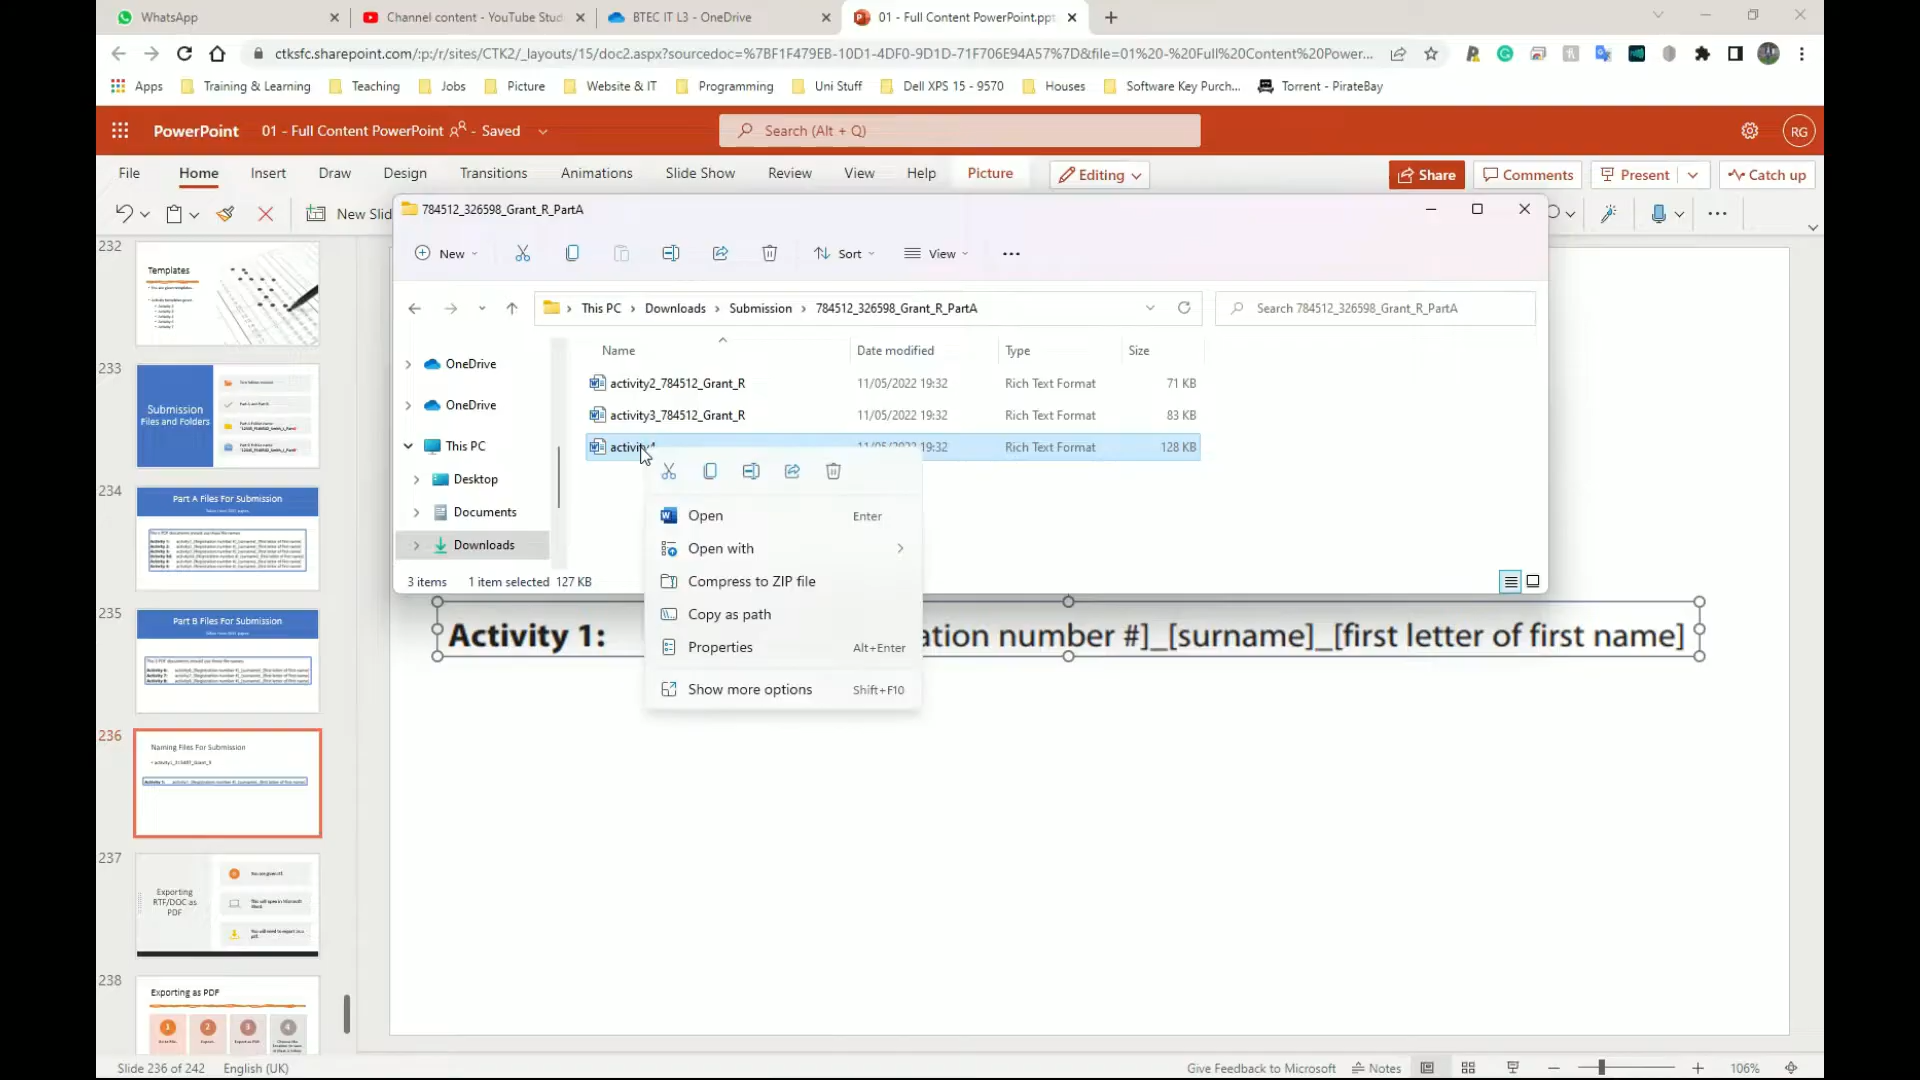 WhatsApp
Channel content - YouTube Stud
BTEC IT L3 - OneDrive
01 - Full Content PowerPoint.ppt
ctksfc.sharepoint.com/:p:/r/sites/CTK2/_layouts/15/doc2.aspx?sourcedoc=%7BF1F479EB-10D1-4DF0-9D1D-71F706E94A57%7D&file=01%20-%20Full%20Content%20Power...
Apps
Training & Learning
Teaching
Jobs
Picture
Website & IT
Programming
Uni Stuff
Dell XPS 15 - 9570
Houses
Software Key Purch...
Torrent - PirateBay
PowerPoint
01 - Full Content PowerPoint - Saved
Search (Alt + Q)
RG
File
Home
Insert
Draw
Design
Transitions
Animations
Slide Show
Review
View
Help
Picture
Editing
Share
Comments
Present
Catch up
New Slid
784512_326598_Grant_R_PartA
New
Sort
View
This PC > Downloads > Submission > 784512_326598_Grant_R_PartA
Search 784512_326598_Grant_R_PartA
Name
Date modified
Type
Size
activity2_784512_Grant_R 11/05/2022 19:32 Rich Text Format 71 KB
activity3_784512_Grant_R 11/05/2022 19:32 Rich Text Format 83 KB
activity4 11/05/2022 19:32 Rich Text Format 128 KB
OneDrive
OneDrive
This PC
Desktop
Documents
Downloads
3 items 1 item selected 127 KB
Open Enter
Open with
Compress to ZIP file
Copy as path
Properties Alt+Enter
Show more options Shift+F10
Activity 1: ation number #]_[surname]_[first letter of first name]
232
Templates
233
Submission
Files and Folders
234
Part A Files For Submission
235
Part B Files For Submission
236
Naming Files For Submission
237
Exporting
RTF/DOC as
PDF
238
Exporting as PDF
1
2
3
4
Slide 236 of 242
English (UK)
Give Feedback to Microsoft
Notes
106%